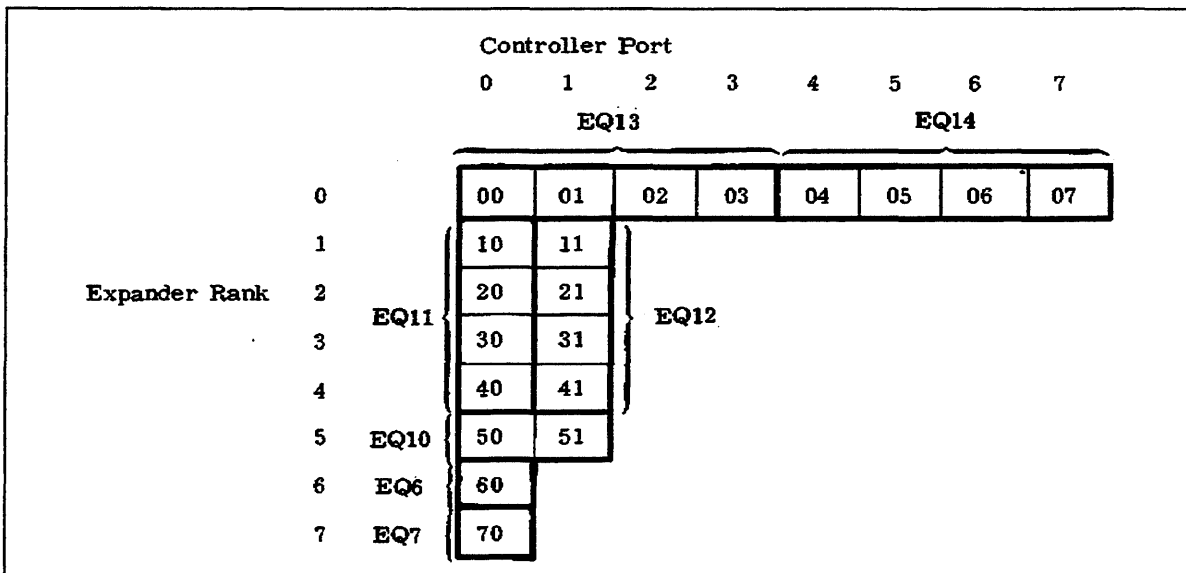 Controller Port
0 1 2 3 4 5 6 7
EQ13 EQ14
0 00 01 02 03 04 05 06 07
1 10 11
Expander Rank 2 20 21
EQ11 EQ12
3 30 31
4 40 41
5 EQ10 50 51
6 EQ6 60
7 EQ7 70